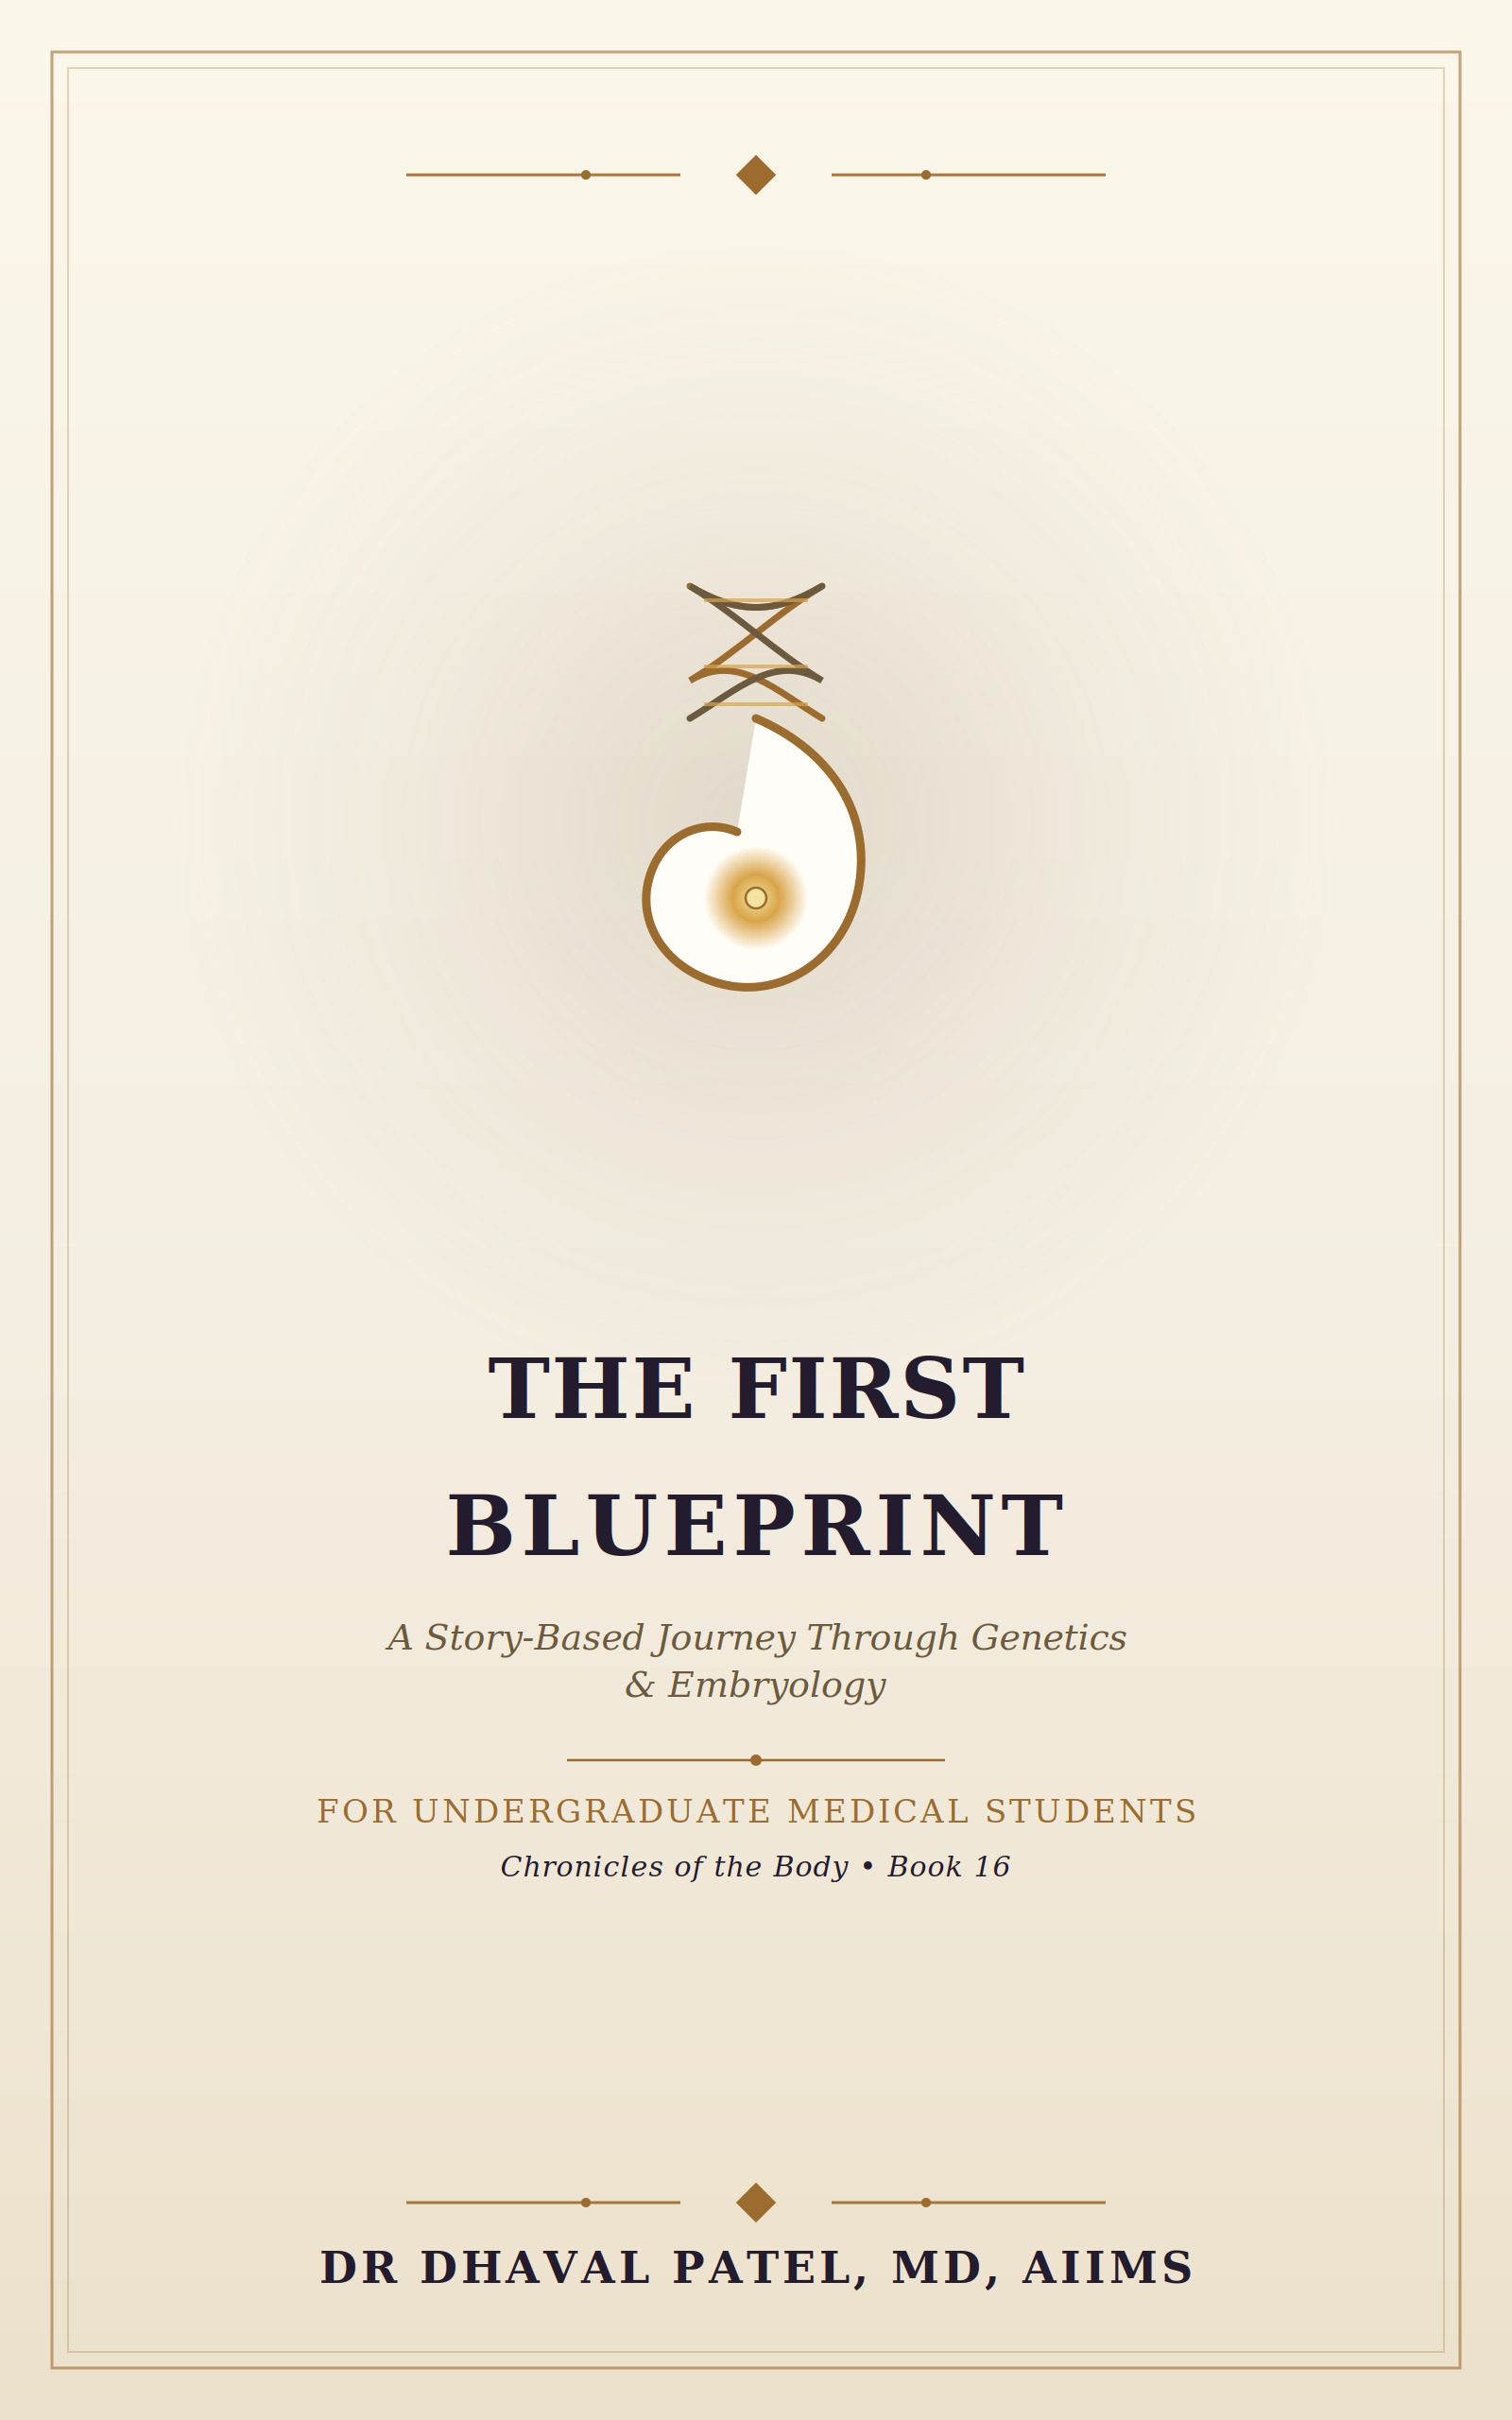 THE FIRST
BLUEPRINT
A Story-Based Journey Through Genetics
& Embryology
FOR UNDERGRADUATE MEDICAL STUDENTS
Chronicles of the Body • Book 16
DR DHAVAL PATEL, MD, AIIMS